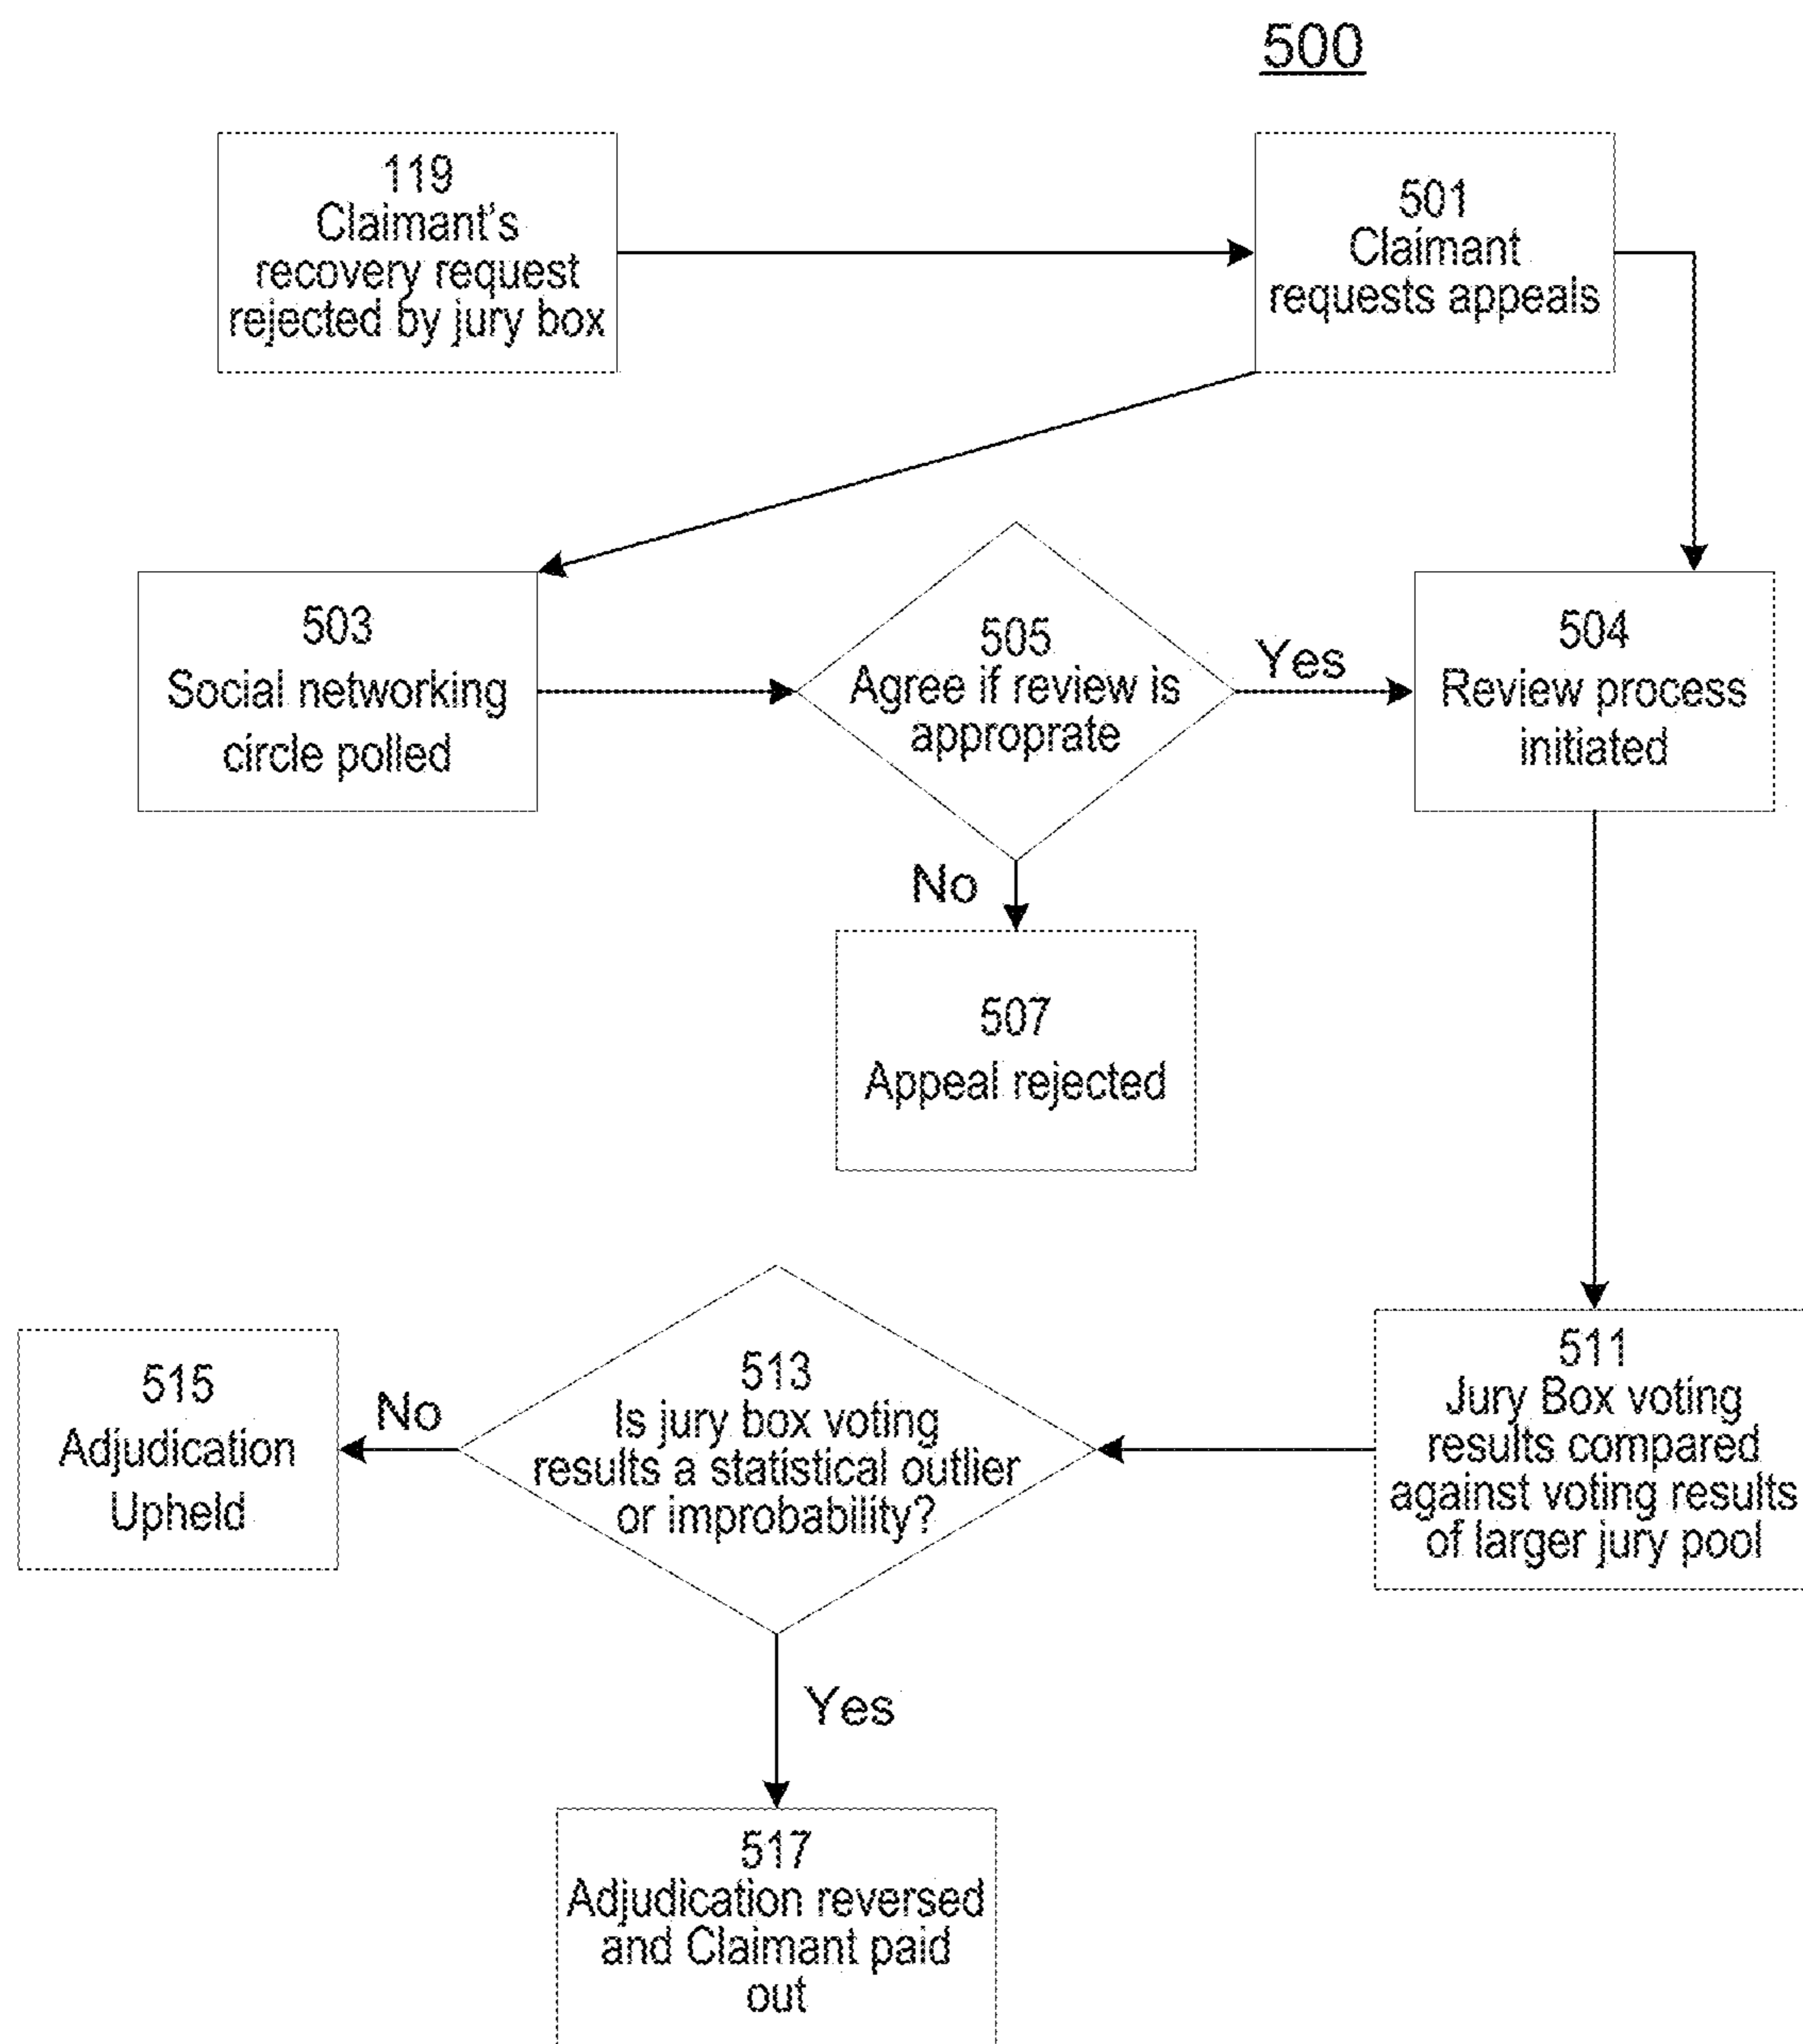 500
119
Claimant's
recovery request
rejected by jury box
501
Claimant
requests appeals
503
Social networking
circle polled
505
Agree if review is
approprate
Yes
504
Review process
initiated
No
507
Appeal rejected
515
Adjudication
Upheld
No
513
Is jury box voting
results a statistical outlier
or improbability?
511
Jury Box voting
results compared
against voting results
of larger jury pool
Yes
517
Adjudication reversed
and Claimant paid
out